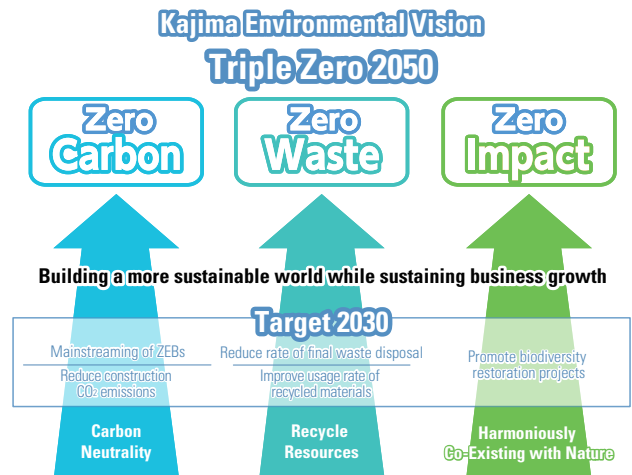 Kajima Environmental Vision
Triple Zero 2050
Zero
Carbon
Zero
Waste
Zero
Impact
Building a more sustainable world while sustaining business growth
Target 2030
Mainstreaming of ZEBs
Reduce construction
CO₂ emissions
Reduce rate of final waste disposal
Improve usage rate of
recycled materials
Promote biodiversity
restoration projects
Carbon
Neutrality
Recycle
Resources
Harmoniously
Co-Existing with Nature